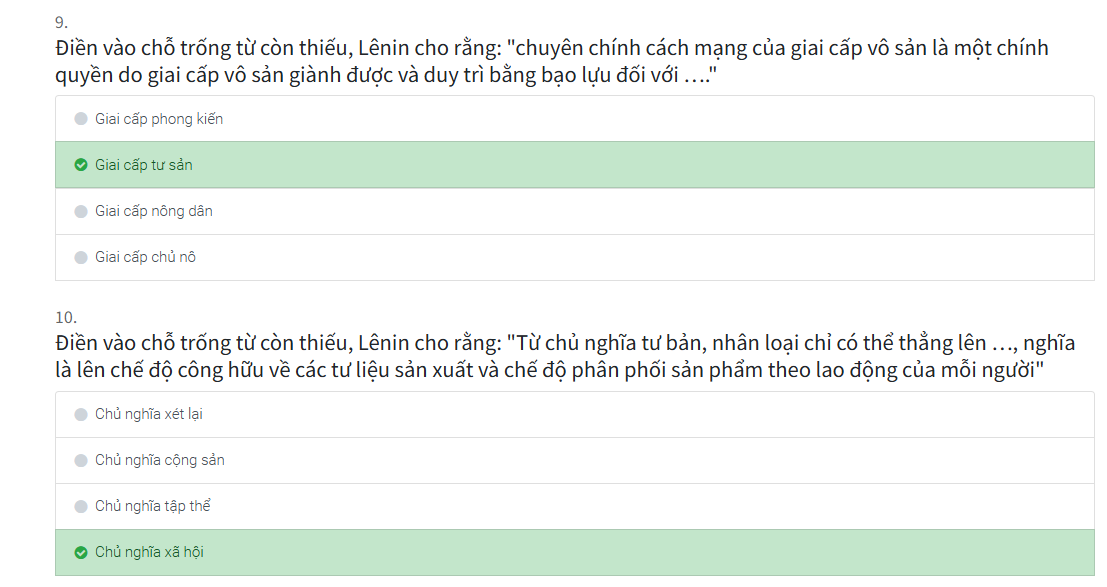 9.
Điền vào chỗ trống từ còn thiếu, Lênin cho rằng: "chuyên chính cách mạng của giai cấp vô sản là một chính
quyền do giai cấp vô sản giành được và duy trì bằng bạo lựu đối với …."
Giai cấp phong kiến
Giai cấp tư sản
Giai cấp nông dân
Giai cấp chủ nô
10.
Điền vào chỗ trống từ còn thiếu, Lênin cho rằng: "Từ chủ nghĩa tư bản, nhân loại chỉ có thể thẳng lên …, nghĩa
là lên chế độ công hữu về các tư liệu sản xuất và chế độ phân phối sản phẩm theo lao động của mỗi người"
Chủ nghĩa xét lại
Chủ nghĩa cộng sản
Chủ nghĩa tập thể
Chủ nghĩa xã hội